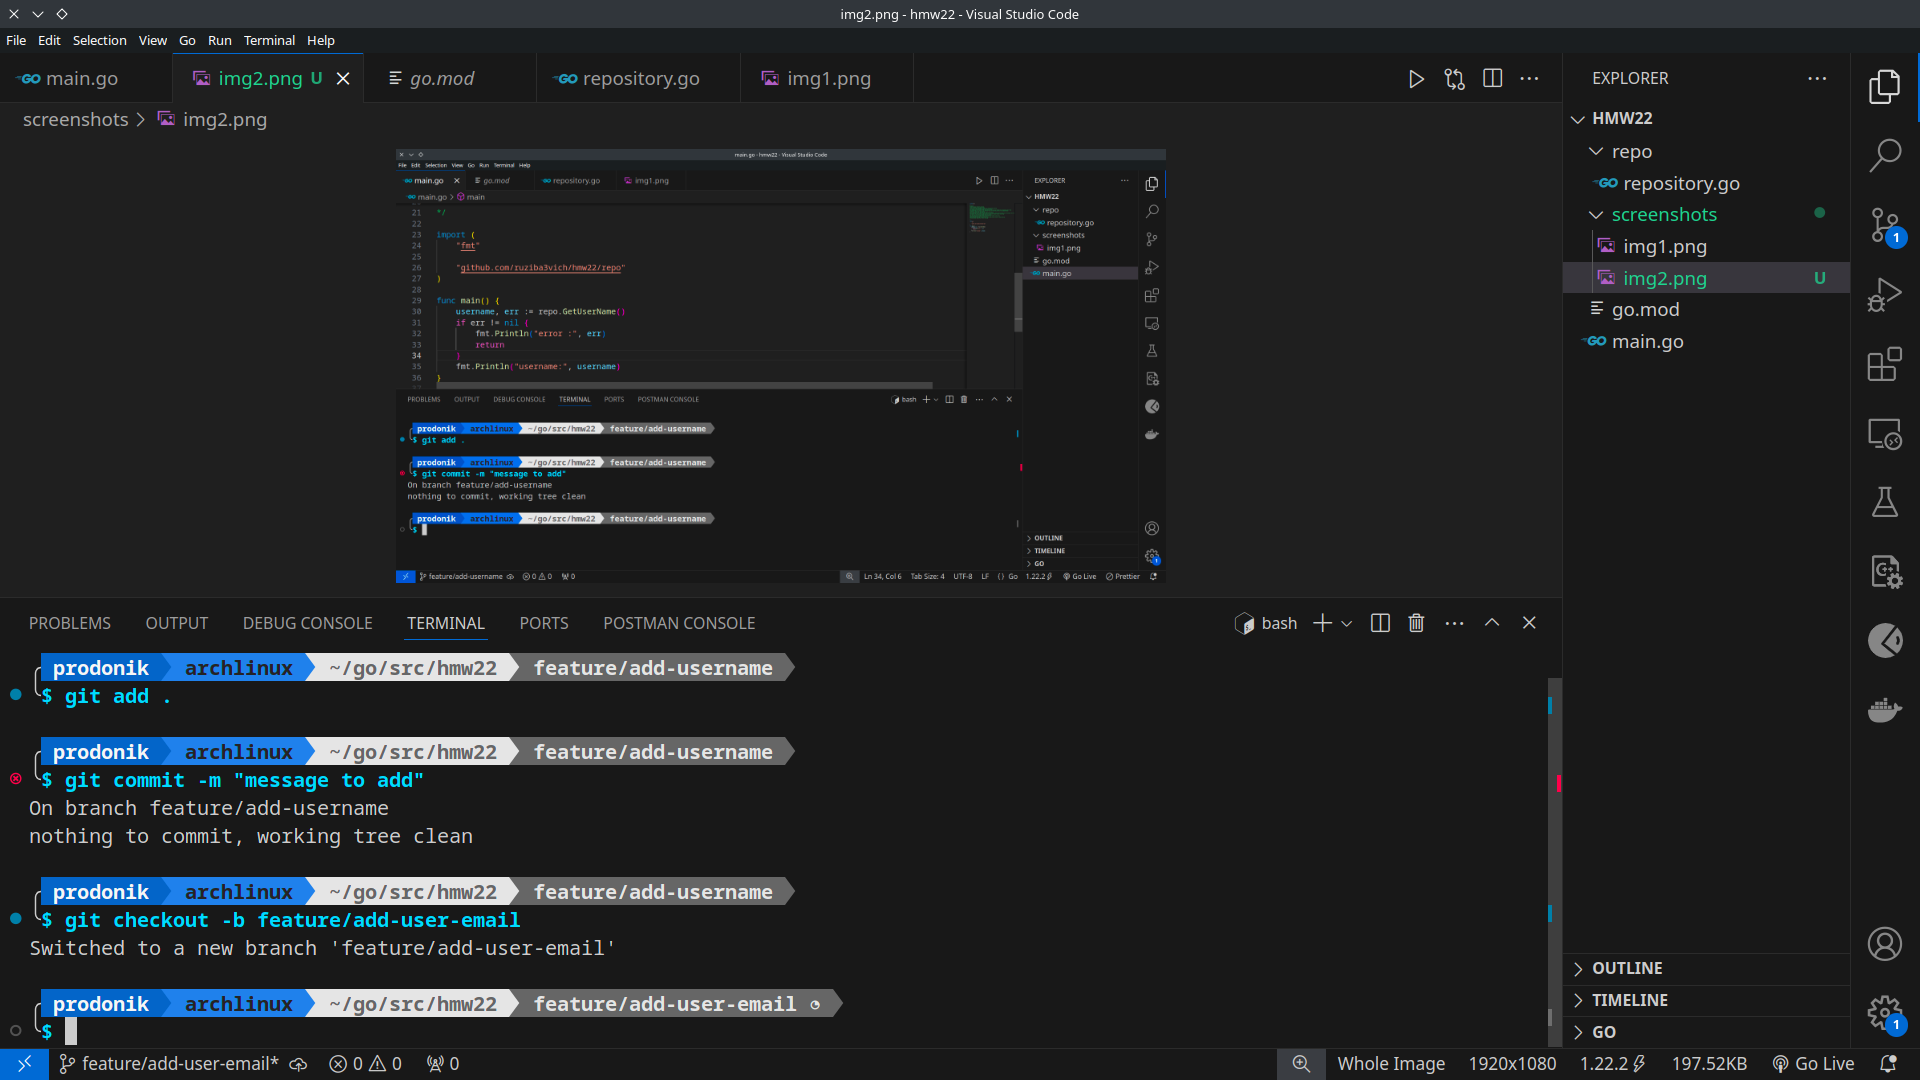 img2.png - hmw22 - Visual Studio Code
File Edit Selection View Go Run Terminal Help
main.go
img2.png U
go.mod
repository.go
img1.png
screenshots > img2.png
main.go - hmw22 - Visual Studio Code
File Edit Selection View Go Run Terminal Help
main.go go.mod repository.go img1.png
main.go > main
21 */
22
23 import (
24 "fmt"
25
26 "github.com/ruziba3vich/hmw22/repo"
27 )
28
29 func main() {
30 username, err := repo.GetUserName()
31 if err != nil {
32 fmt.Println("error :", err)
33 return
34 }
35 fmt.Println("username:", username)
36 }
EXPLORER
HMW22
repo
repository.go
screenshots
img1.png
go.mod
main.go
PROBLEMS OUTPUT DEBUG CONSOLE TERMINAL PORTS POSTMAN CONSOLE
bash
prodonik archlinux ~/go/src/hmw22 feature/add-username
$ git add .
prodonik archlinux ~/go/src/hmw22 feature/add-username
$ git commit -m "message to add"
On branch feature/add-username
nothing to commit, working tree clean
prodonik archlinux ~/go/src/hmw22 feature/add-username
$
OUTLINE
TIMELINE
GO
feature/add-username 0 0 0
Ln 34, Col 6 Tab Size: 4 UTF-8 LF {} Go 1.22.2 Go Live Prettier
PROBLEMS OUTPUT DEBUG CONSOLE TERMINAL PORTS POSTMAN CONSOLE
bash
prodonik archlinux ~/go/src/hmw22 feature/add-username
$ git add .
prodonik archlinux ~/go/src/hmw22 feature/add-username
$ git commit -m "message to add"
On branch feature/add-username
nothing to commit, working tree clean
prodonik archlinux ~/go/src/hmw22 feature/add-username
$ git checkout -b feature/add-user-email
Switched to a new branch 'feature/add-user-email'
prodonik archlinux ~/go/src/hmw22 feature/add-user-email
$
EXPLORER
HMW22
repo
repository.go
screenshots
img1.png
img2.png U
go.mod
main.go
1
OUTLINE
TIMELINE
GO
1
feature/add-user-email* 0 0 0
Whole Image 1920x1080 1.22.2 197.52KB Go Live